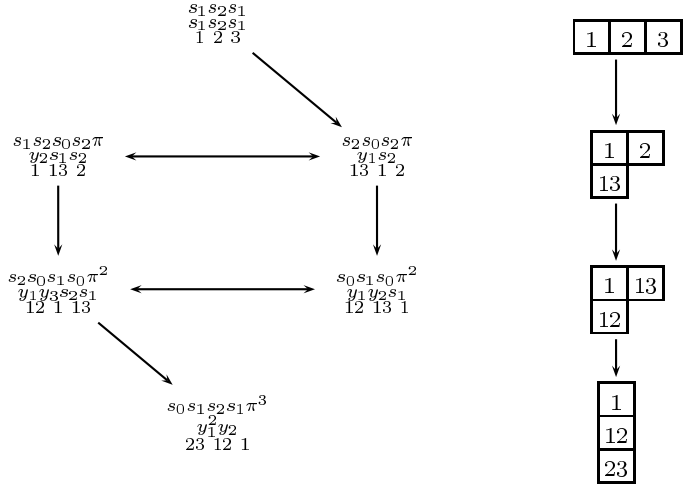 s₁s₂s₁
s₁s₂s₁
1 2 3
1 2 3
s₁s₂s₀s₂π
y₂s₁s₂
1 13 2
s₂s₀s₂π
y₁s₂
13 1 2
1 2
13
s₂s₀s₁s₀π²
y₁y₃s₂s₁
12 1 13
s₀s₁s₀π²
y₁y₂s₁
12 13 1
1 13
12
s₀s₁s₂s₁π³
y₁²y₂
23 12 1
1
12
23